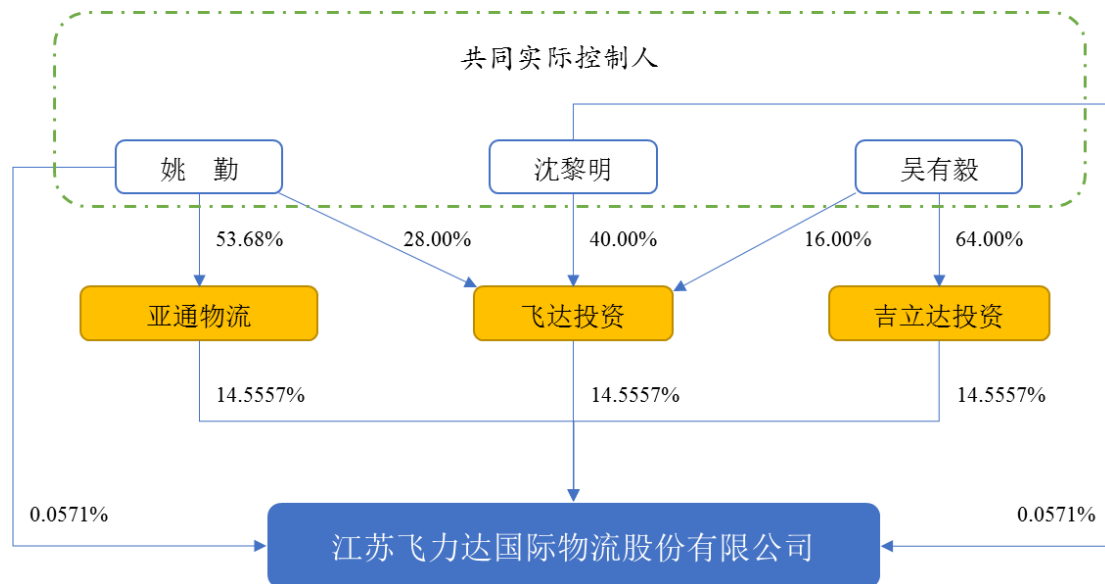 共同实际控制人
姚 勤
沈黎明
吴有毅
53.68%
28.00%
40.00%
16.00%
64.00%
亚通物流
飞达投资
吉立达投资
14.5557%
14.5557%
14.5557%
0.0571%
0.0571%
江苏飞力达国际物流股份有限公司